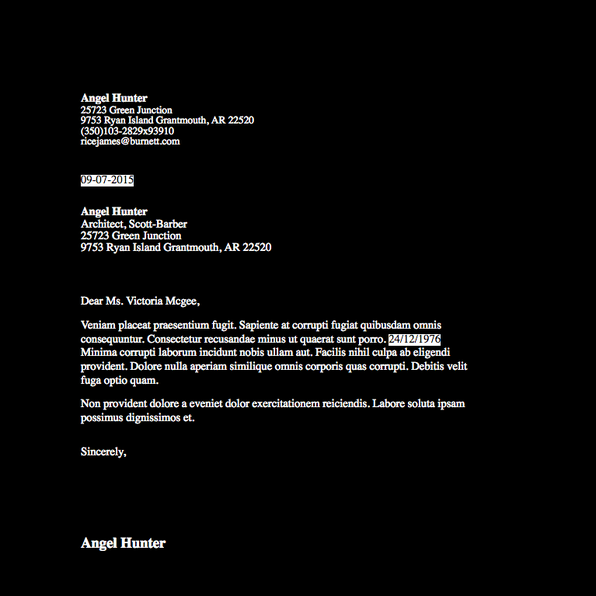 Angel Hunter
25723 Green Junction
9753 Ryan Island Grantmouth, AR 22520
(350)103-2829x93910
ricejames@burnett.com
09-07-2015
Angel Hunter
Architect, Scott-Barber
25723 Green Junction
9753 Ryan Island Grantmouth, AR 22520
Dear Ms. Victoria Mcgee,
Veniam placeat praesentium fugit. Sapiente at corrupti fugiat quibusdam omnis
consequuntur. Consectetur recusandae minus ut quaerat sunt porro. 24/12/1976
Minima corrupti laborum incidunt nobis ullam aut. Facilis nihil culpa ab eligendi
provident. Dolore nulla aperiam similique omnis corporis quas corrupti. Debitis velit
fuga optio quam.
Non provident dolore a eveniet dolor exercitationem reiciendis. Labore soluta ipsam
possimus dignissimos et.
Sincerely,
Angel Hunter